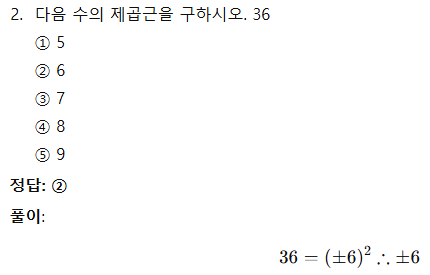 2. 다음 수의 제곱근을 구하시오. 36
① 5
② 6
③ 7
④ 8
⑤ 9
정답: ②
풀이:
36 = (±6)² ∴ ±6